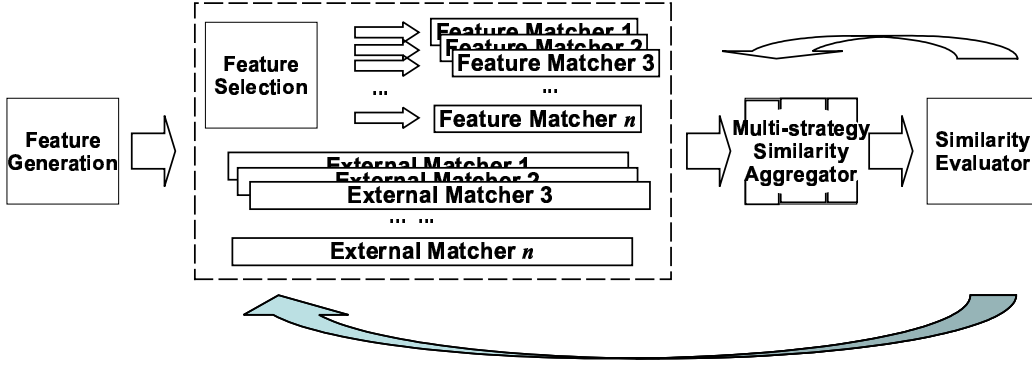 Feature
Generation
Feature
Selection
Feature Matcher 1
Feature Matcher 2
Feature Matcher 3
...
...
Feature Matcher n
External Matcher 1
External Matcher 2
External Matcher 3
... ...
External Matcher n
Multi-strategy
Similarity
Aggregator
Similarity
Evaluator